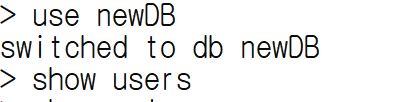 > use newDB
switched to db newDB
> show users